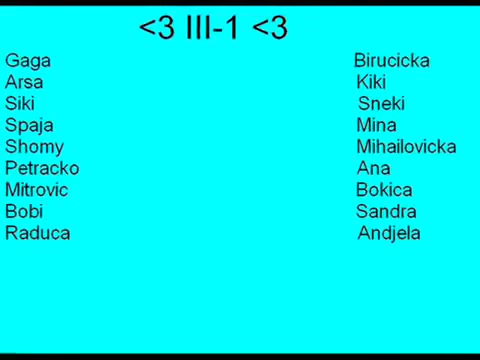 <3 III-1 <3
Gaga Birucicka
Arsa Kiki
Siki Sneki
Spaja Mina
Shomy Mihailovicka
Petracko Ana
Mitrovic Bokica
Bobi Sandra
Raduca Andjela